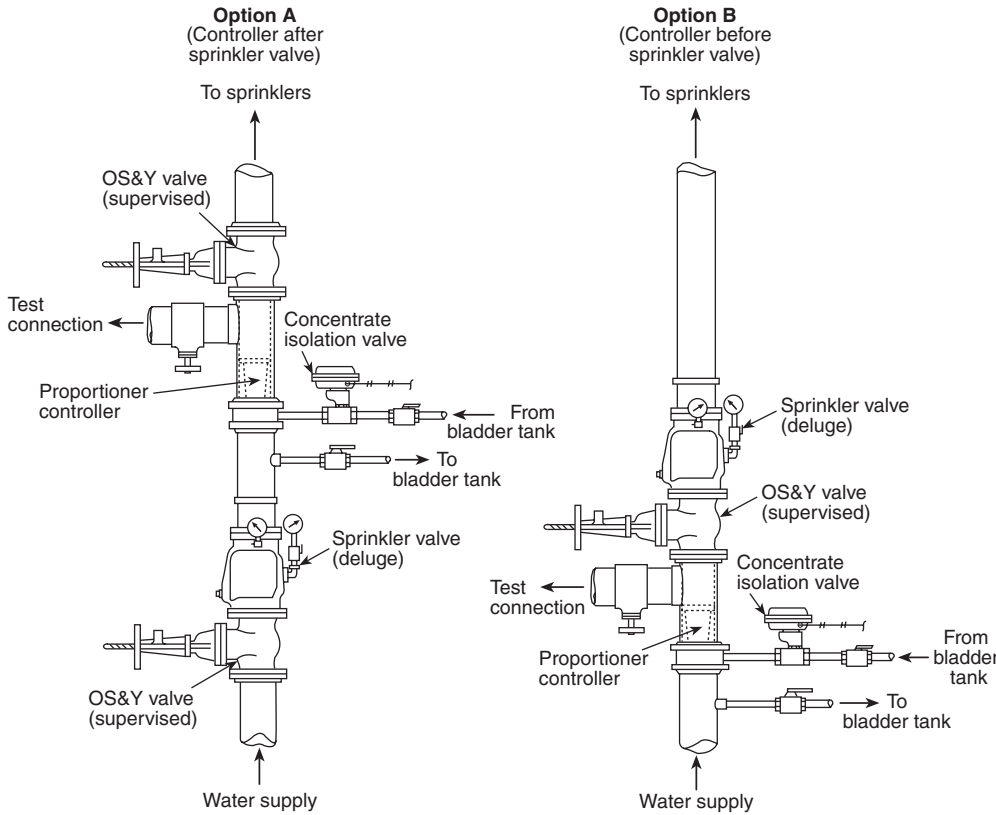 Option A
(Controller after
sprinkler valve)
To sprinklers
OS&Y valve
(supervised)
Test
connection
Concentrate
isolation valve
Proportioner
controller
From
bladder tank
To
bladder tank
Sprinkler valve
(deluge)
OS&Y valve
(supervised)
Water supply
Option B
(Controller before
sprinkler valve)
To sprinklers
Sprinkler valve
(deluge)
OS&Y valve
(supervised)
Concentrate
isolation valve
Test
connection
Proportioner
controller
From
bladder
tank
To
bladder tank
Water supply